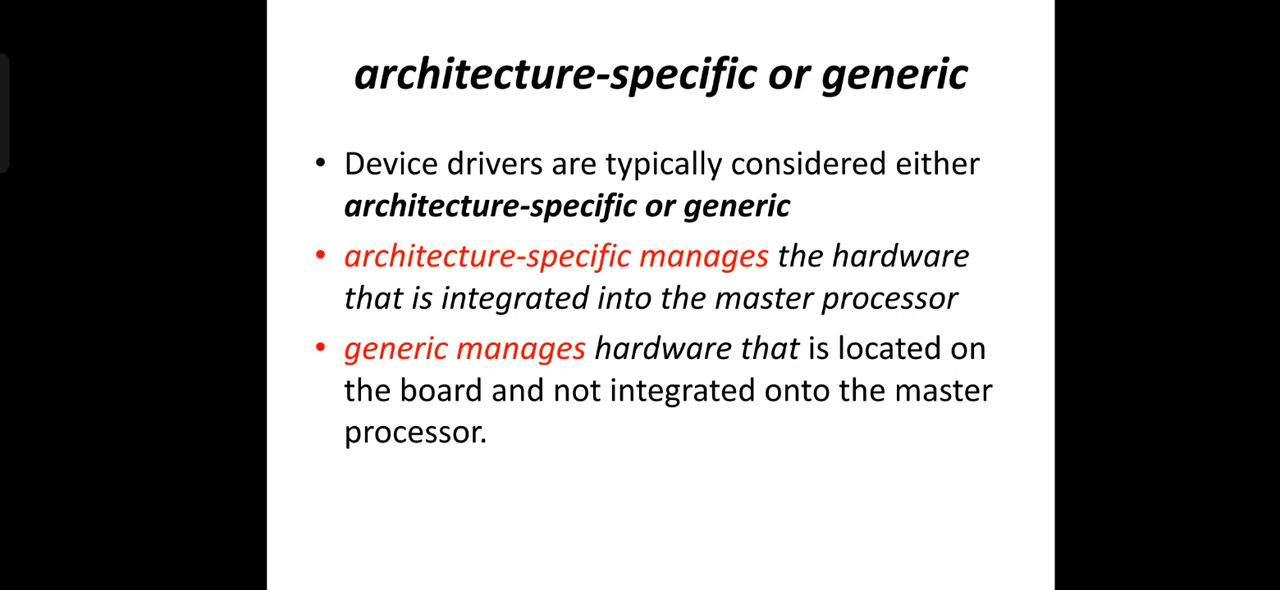 architecture-specific or generic
• Device drivers are typically considered either
architecture-specific or generic
• architecture-specific manages the hardware
that is integrated into the master processor
• generic manages hardware that is located on
the board and not integrated onto the master
processor.